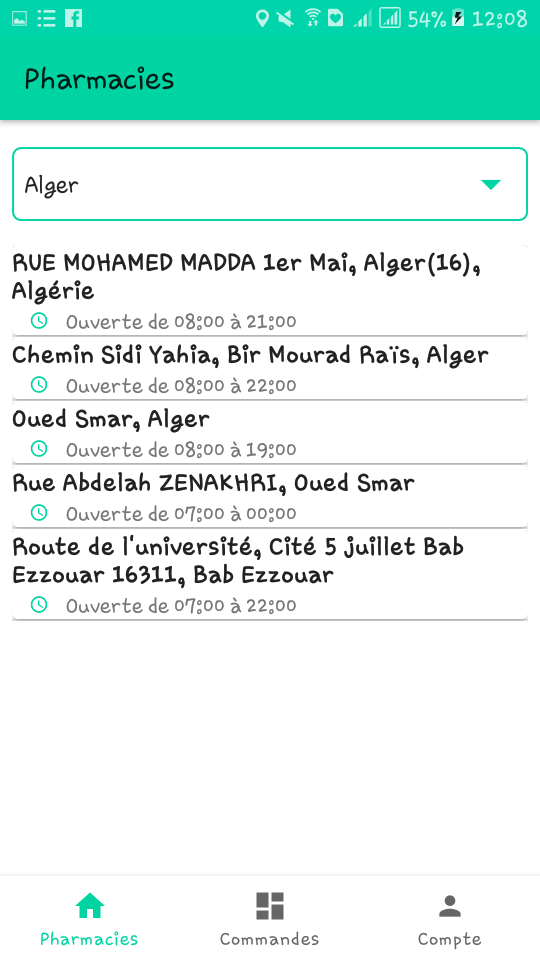 54% 12:08
Pharmacies
Alger
RUE MOHAMED MADDA 1er Mai, Alger(16),
Algérie
Ouverte de 08:00 à 21:00
Chemin Sidi Yahia, Bir Mourad Raïs, Alger
Ouverte de 08:00 à 22:00
Oued Smar, Alger
Ouverte de 08:00 à 19:00
Rue Abdelah ZENAKHRI, Oued Smar
Ouverte de 07:00 à 00:00
Route de l'université, Cité 5 juillet Bab
Ezzouar 16311, Bab Ezzouar
Ouverte de 07:00 à 22:00
Pharmacies Commandes Compte